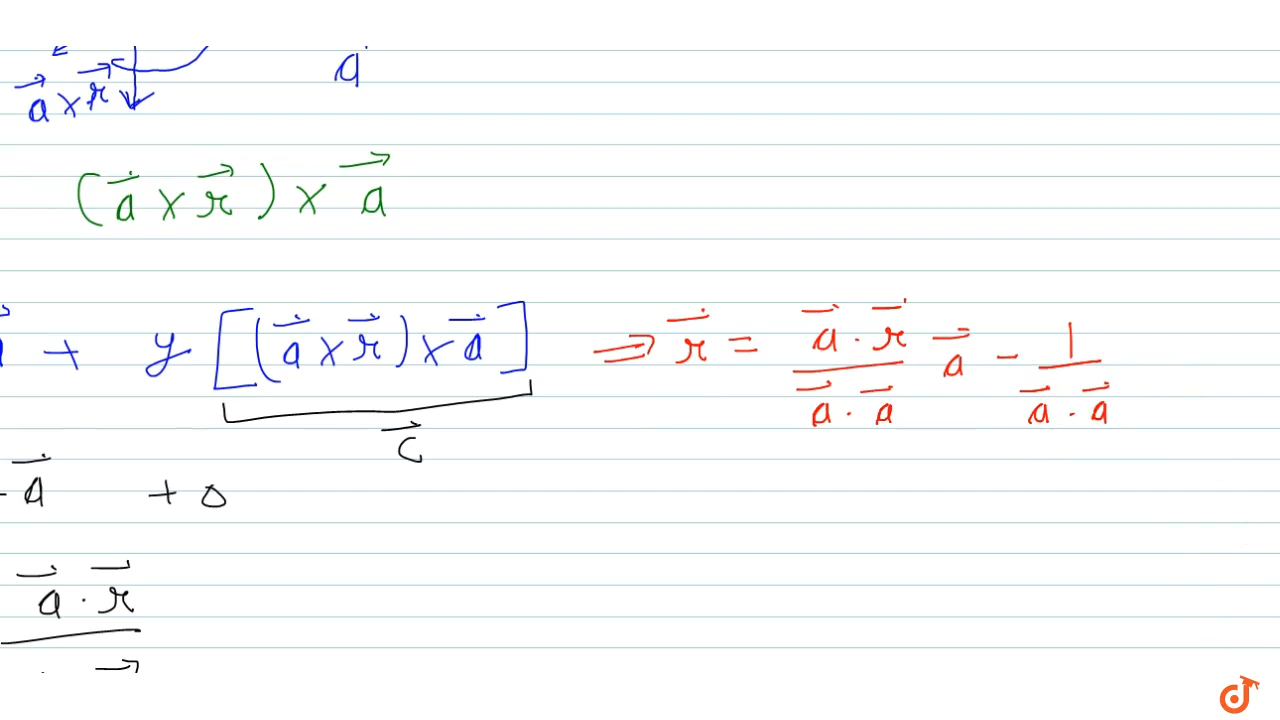 a⃗ × r⃗
a
(a⃗ × r⃗) × a⃗
+ y [(a⃗ × r⃗) × a⃗] ⇒ r⃗ = (a⃗ · r⃗)/(a⃗ · a⃗) a⃗ − 1/(a⃗ · a⃗)
c⃗
a⃗ + 0
a⃗ · r⃗